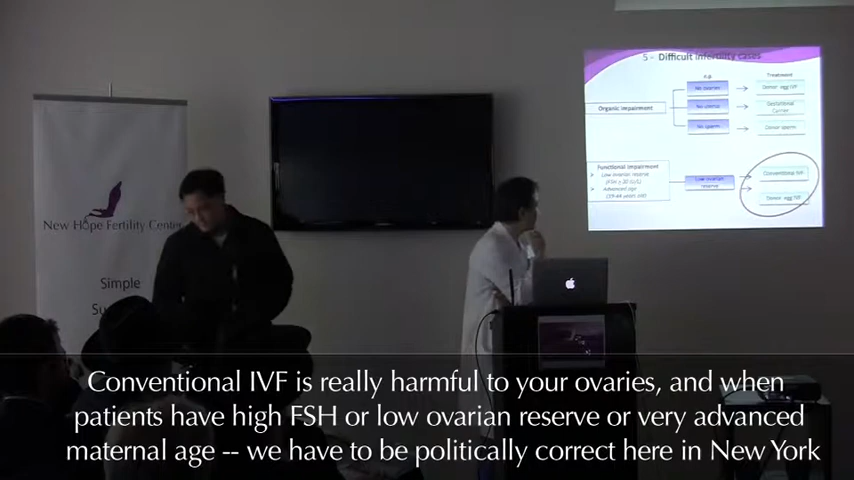 5 - Difficult infertility cases
Treatment
No ovaries
Donor egg IVF
Organic Impairment
No uterus
Gestational
Carrier
No sperm
Donor sperm
Functional Impairment
Low ovarian reserve
Advanced age
Low ovarian
reserve
Conventional IVF
Donor egg IVF
New Hope Fertility Center
Simple
Conventional IVF is really harmful to your ovaries, and when
patients have high FSH or low ovarian reserve or very advanced
maternal age -- we have to be politically correct here in New York